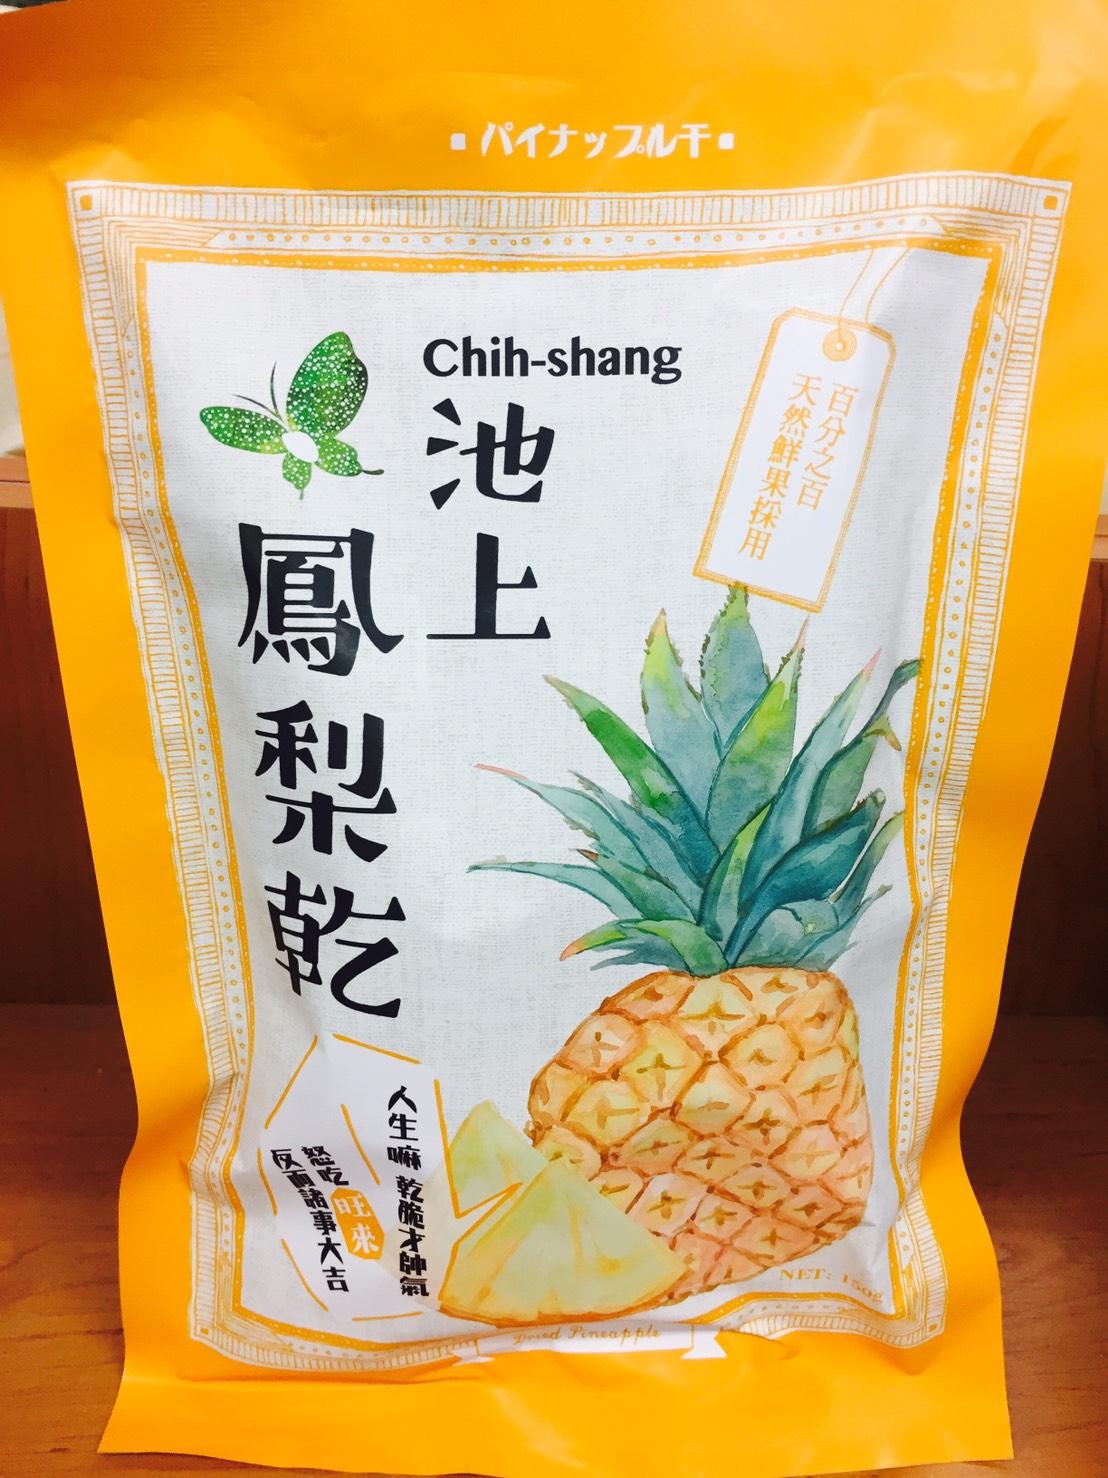 パイナップル干
Chih-shang
池上
鳳梨乾
百分之百
天然鮮果採用
人生嘛 乾脆才帥氣
怒吃旺來
反而諸事大吉
NET: 150g
Dried Pineapple